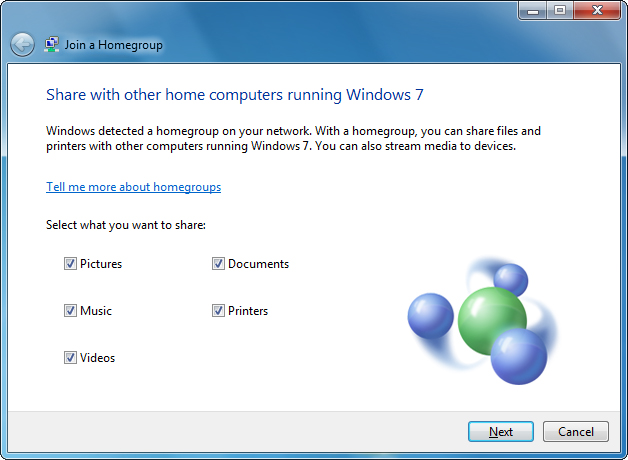 Join a Homegroup
Share with other home computers running Windows 7
Windows detected a homegroup on your network. With a homegroup, you can share files and
printers with other computers running Windows 7. You can also stream media to devices.
Tell me more about homegroups
Select what you want to share:
Pictures
Documents
Music
Printers
Videos
Next
Cancel